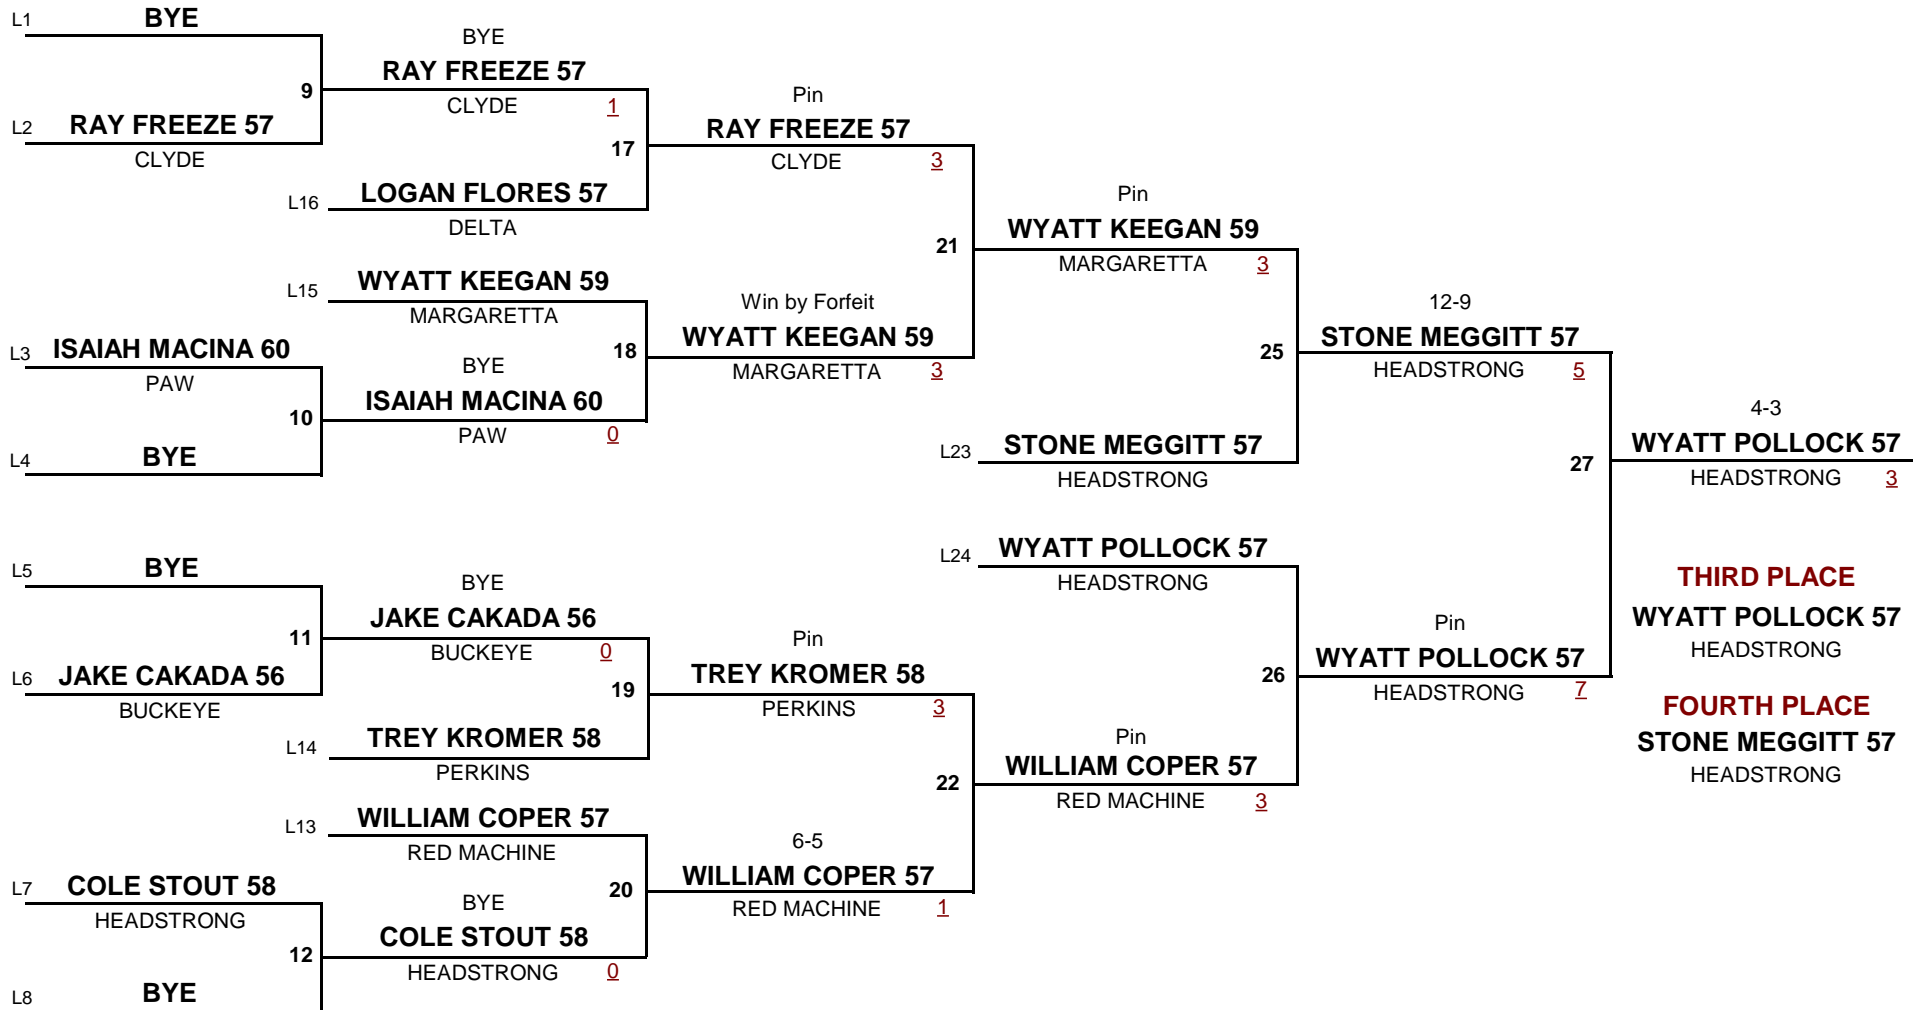 L1 BYE
9
L2 RAY FREEZE 57
CLYDE
BYE
RAY FREEZE 57
CLYDE 1
17
L16 LOGAN FLORES 57
DELTA
Pin
RAY FREEZE 57
CLYDE 3
L15 WYATT KEEGAN 59
MARGARETTA
18
L3 ISAIAH MACINA 60
PAW
10
L4 BYE
BYE
ISAIAH MACINA 60
PAW 0
Win by Forfeit
WYATT KEEGAN 59
MARGARETTA 3
21
Pin
WYATT KEEGAN 59
MARGARETTA 3
25
L23 STONE MEGGITT 57
HEADSTRONG
12-9
STONE MEGGITT 57
HEADSTRONG 5
27
4-3
WYATT POLLOCK 57
HEADSTRONG 3
L5 BYE
11
L6 JAKE CAKADA 56
BUCKEYE
BYE
JAKE CAKADA 56
BUCKEYE 0
19
L14 TREY KROMER 58
PERKINS
Pin
TREY KROMER 58
PERKINS 3
22
L13 WILLIAM COPER 57
RED MACHINE
20
L7 COLE STOUT 58
HEADSTRONG
12
L8 BYE
BYE
COLE STOUT 58
HEADSTRONG 0
6-5
WILLIAM COPER 57
RED MACHINE 1
L24 WYATT POLLOCK 57
HEADSTRONG
26
Pin
WILLIAM COPER 57
RED MACHINE 3
Pin
WYATT POLLOCK 57
HEADSTRONG 7
THIRD PLACE
WYATT POLLOCK 57
HEADSTRONG
FOURTH PLACE
STONE MEGGITT 57
HEADSTRONG